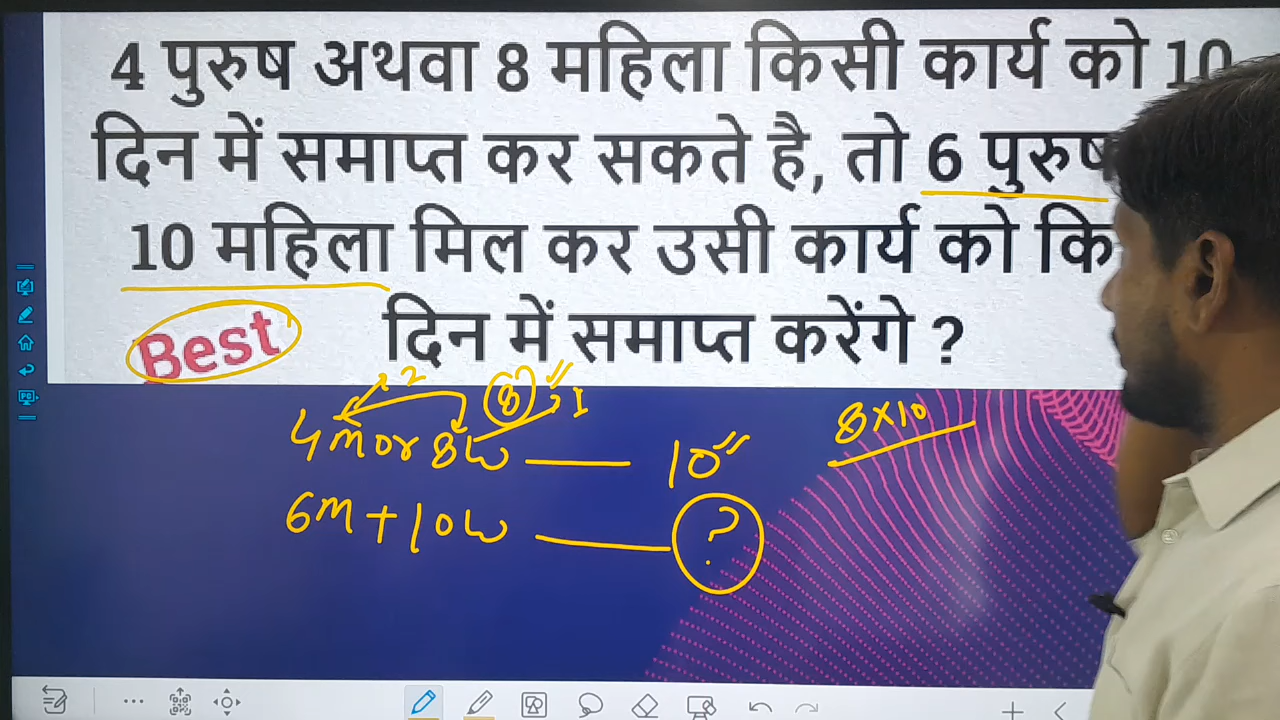 4 पुरुष अथवा 8 महिला किसी कार्य को 10
दिन में समाप्त कर सकते है, तो 6 पुरुष
10 महिला मिल कर उसी कार्य को
दिन में समाप्त करेंगे ?
Best
2 8 1
4m or 8w — 10
8×10
6m + 10w — ?